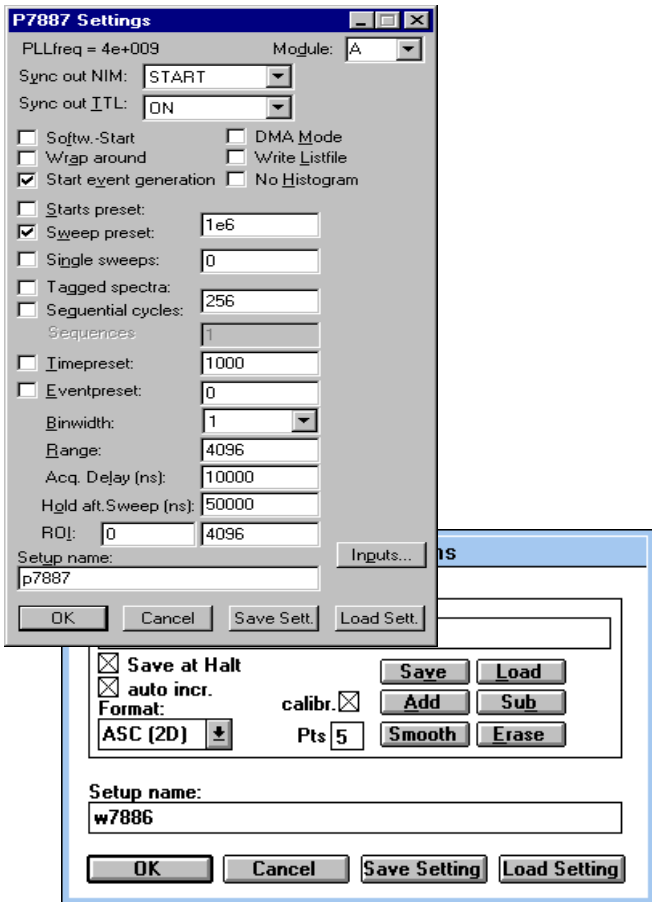 P7887 Settings
PLLfreq = 4e+009 Module: A
Sync out NIM: START
Sync out TTL: ON
Softw.-Start DMA Mode
Wrap around Write Listfile
Start event generation No Histogram
Starts preset:
Sweep preset: 1e6
Single sweeps: 0
Tagged spectra:
Sequential cycles: 256
Sequences 1
Timepreset: 1000
Eventpreset: 0
Binwidth: 1
Range: 4096
Acq. Delay (ns): 10000
Hold aft.Sweep (ns): 50000
ROI: 0 4096
Inputs...
Setup name:
p7887
OK Cancel Save Sett. Load Sett.
ns
Save at Halt
auto incr.
Format:
ASC (2D)
calibr.
Pts 5
Save Load
Add Sub
Smooth Erase
Setup name:
w7886
OK Cancel Save Setting Load Setting